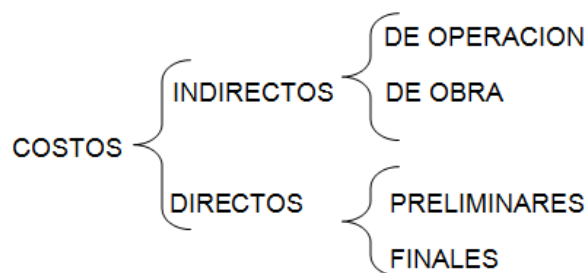 DE OPERACION
INDIRECTOS
DE OBRA
COSTOS
DIRECTOS
PRELIMINARES
FINALES